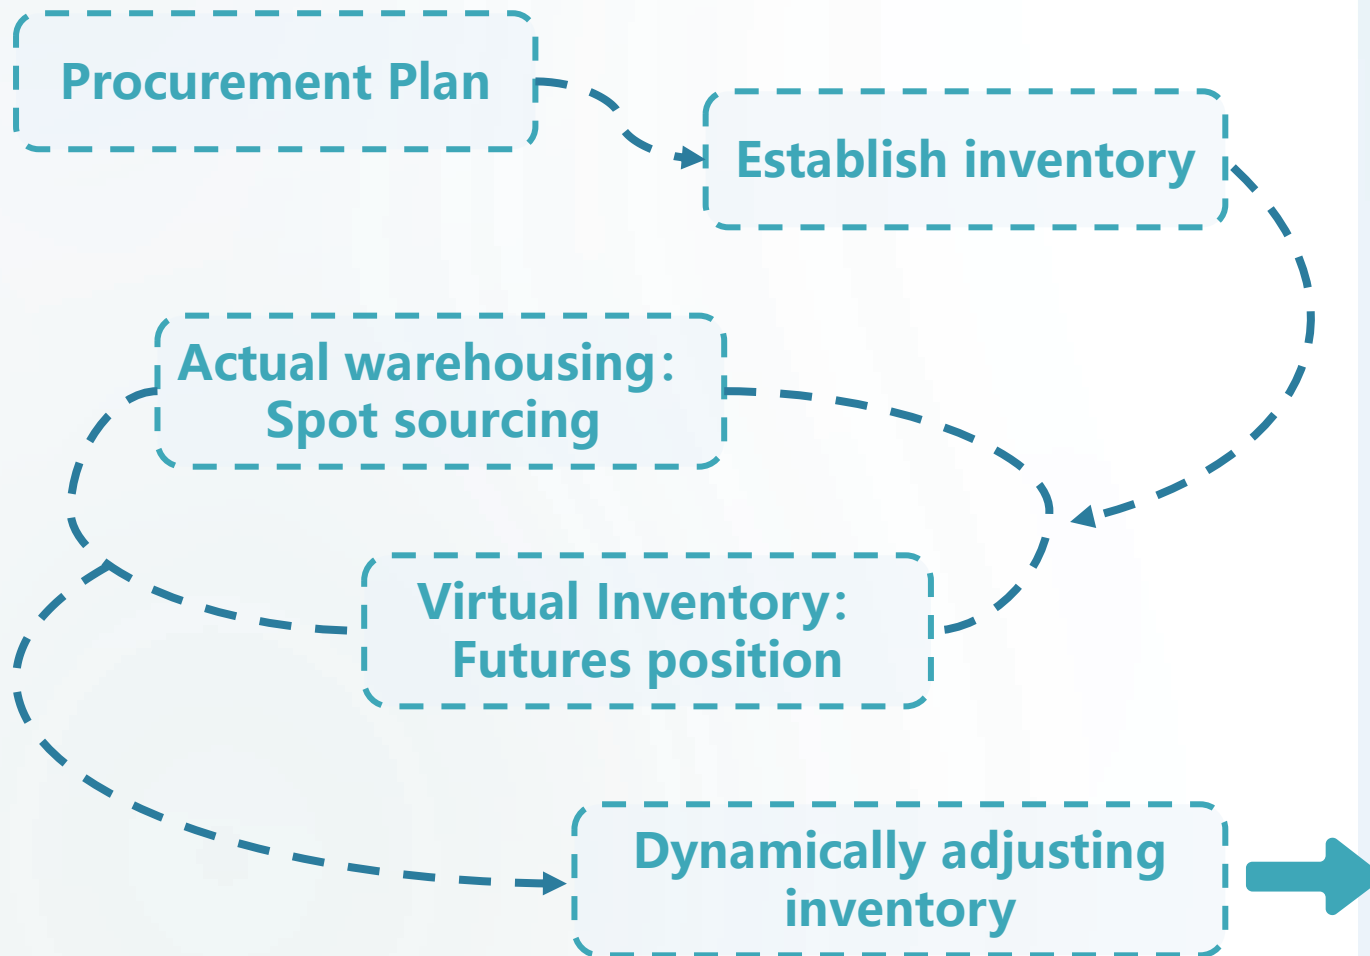 Procurement Plan
Establish inventory
Actual warehousing：
Spot sourcing
Virtual Inventory：
Futures position
Dynamically adjusting
inventory